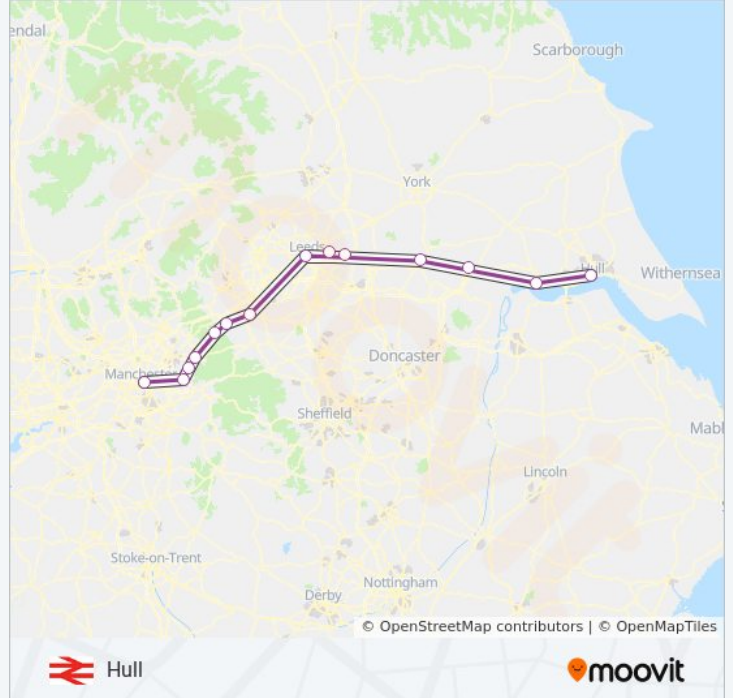 endal
Scarborough
York
Leeds
Hull
Withernsea
Doncaster
Manchester
Sheffield
Mabl
Lincoln
Stoke-on-Trent
Nottingham
Derby
© OpenStreetMap contributors | © OpenMapTiles
Hull
moovit